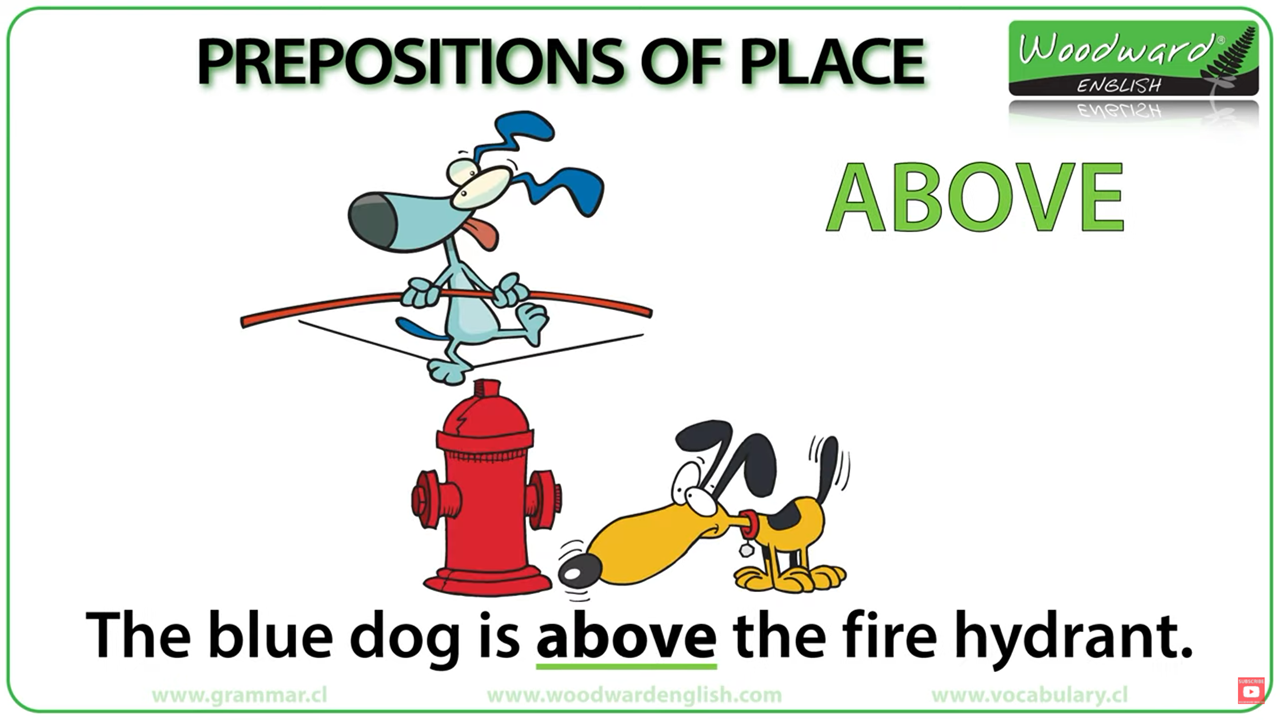 PREPOSITIONS OF PLACE
Woodward®
ENGLISH
ABOVE
The blue dog is above the fire hydrant.
www.grammar.cl www.woodwardenglish.com www.vocabulary.cl
SUBSCRIBE